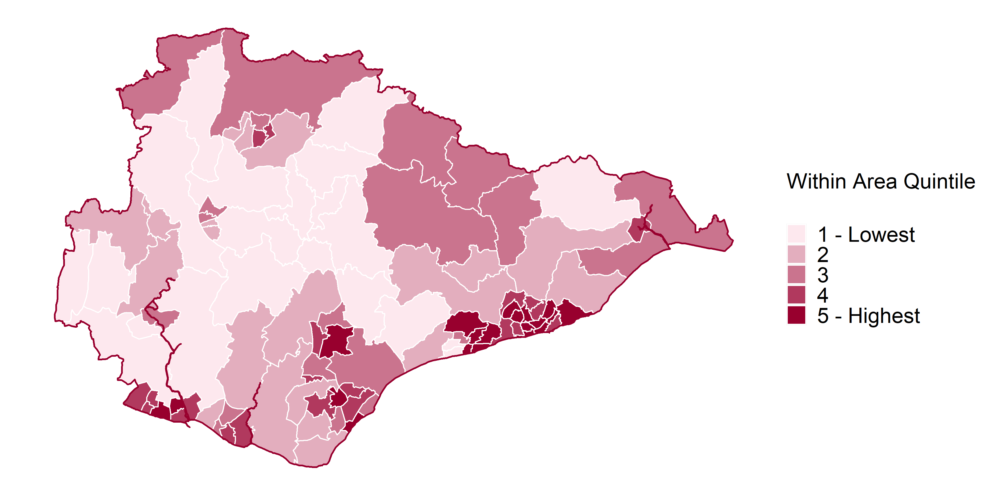 Within Area Quintile
1 - Lowest
2
3
4
5 - Highest